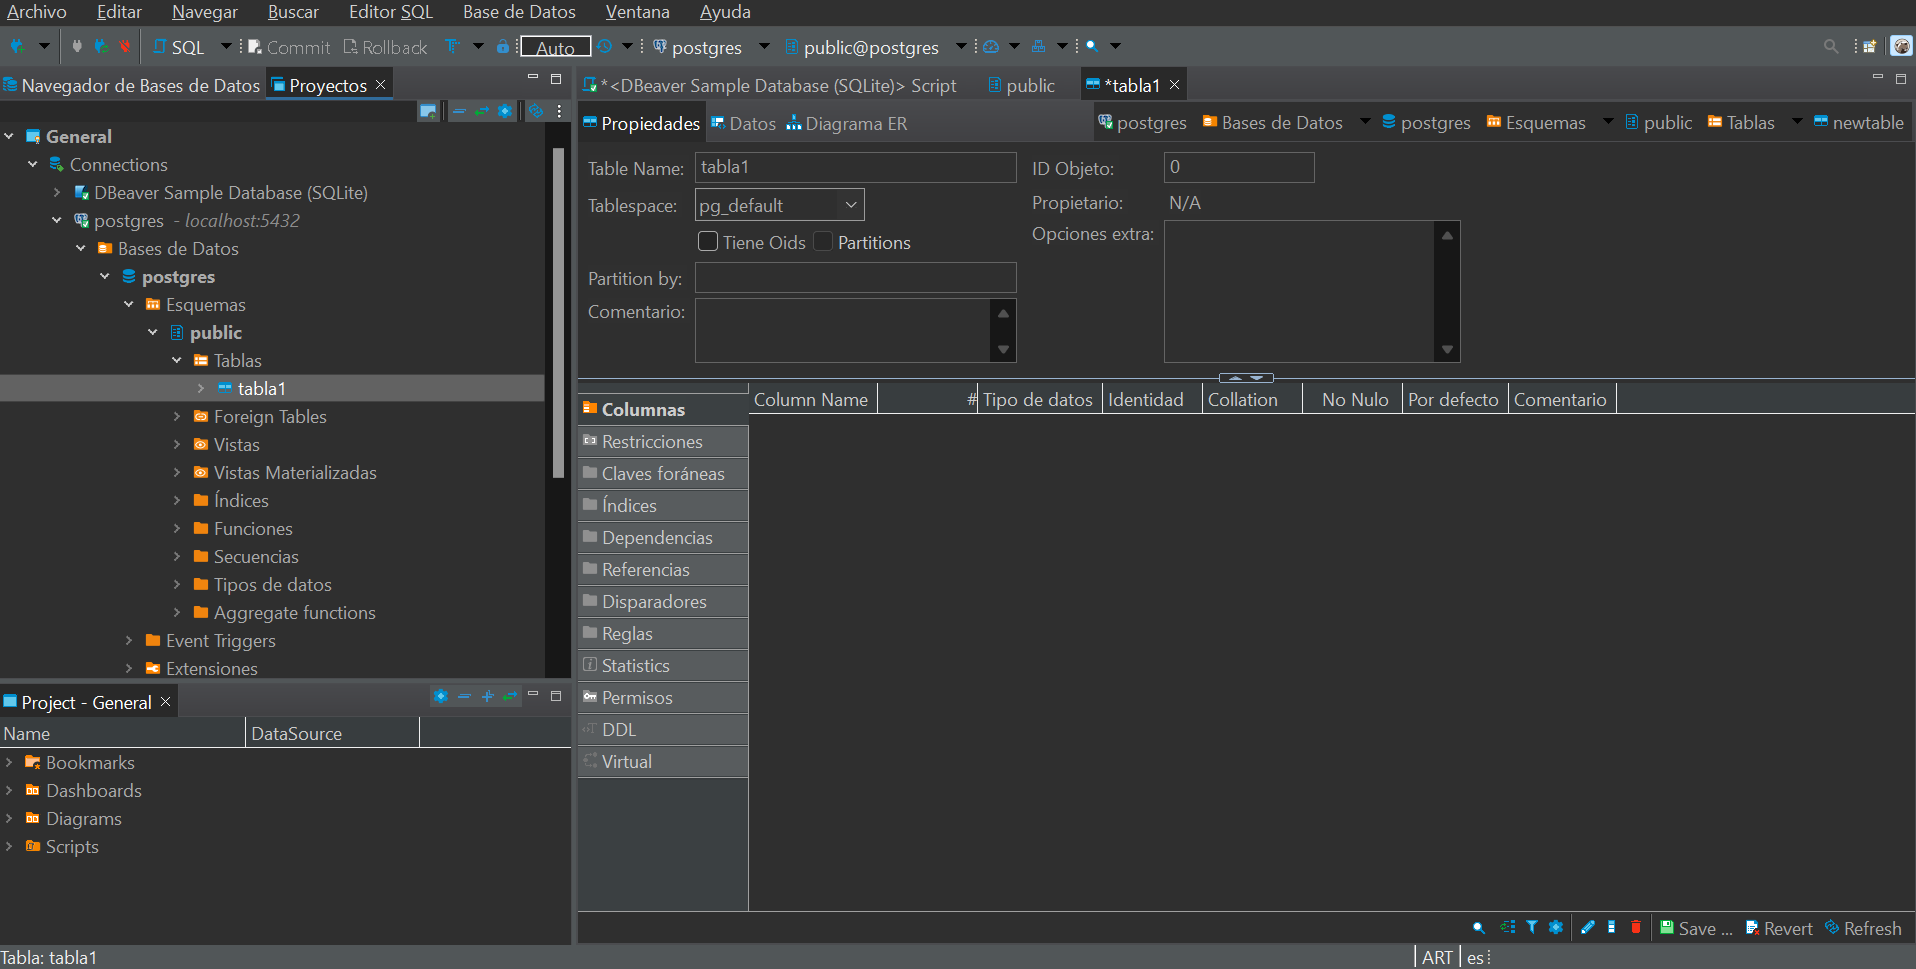 Archivo Editar Navegar Buscar Editor SQL Base de Datos Ventana Ayuda
SQL Commit Rollback Auto postgres public@postgres
Navegador de Bases de Datos Proyectos
General
Connections
DBeaver Sample Database (SQLite)
postgres - localhost:5432
Bases de Datos
postgres
Esquemas
public
Tablas
tabla1
Foreign Tables
Vistas
Vistas Materializadas
Índices
Funciones
Secuencias
Tipos de datos
Aggregate functions
Event Triggers
Extensiones
Project - General
Name DataSource
Bookmarks
Dashboards
Diagrams
Scripts
*<DBeaver Sample Database (SQLite)> Script public *tabla1
Propiedades Datos Diagrama ER postgres Bases de Datos postgres Esquemas public Tablas newtable
Table Name: tabla1 ID Objeto: 0
Tablespace: pg_default Propietario: N/A
Tiene Oids Partitions Opciones extra:
Partition by:
Comentario:
Column Name # Tipo de datos Identidad Collation No Nulo Por defecto Comentario
Columnas
Restricciones
Claves foráneas
Índices
Dependencias
Referencias
Disparadores
Reglas
Statistics
Permisos
DDL
Virtual
Save ... Revert Refresh
Tabla: tabla1 ART es